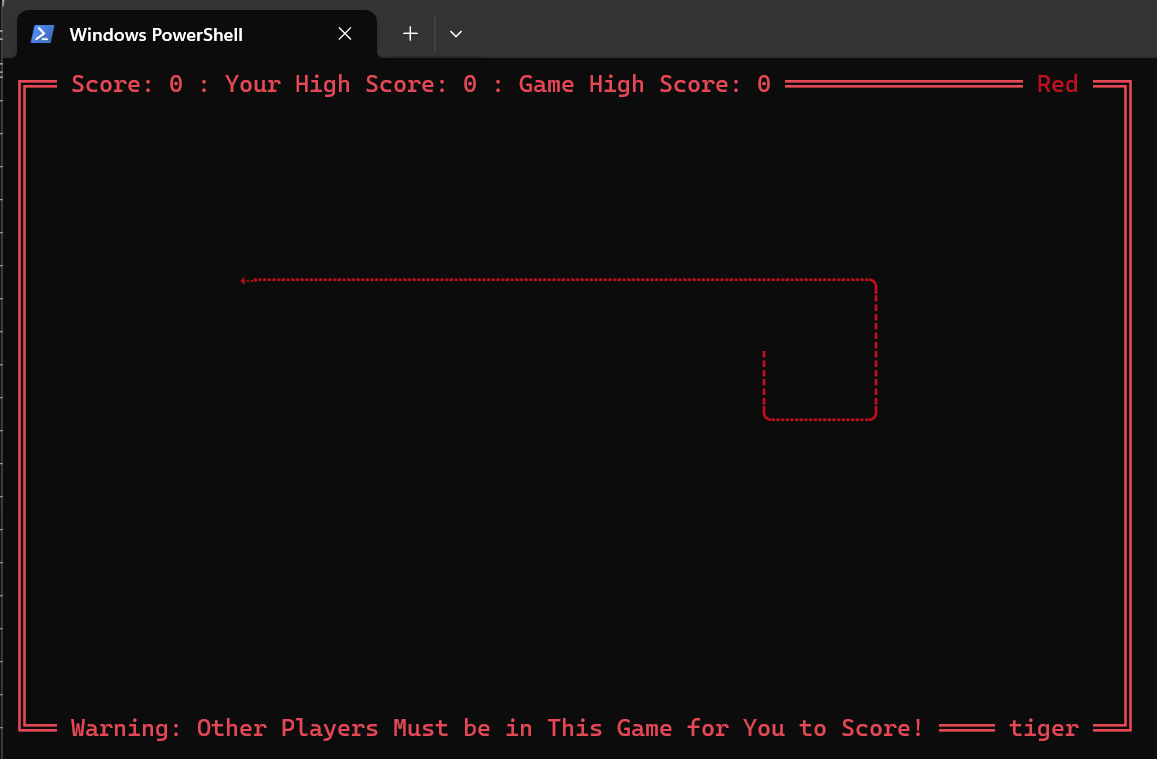 Windows PowerShell
Score: 0 : Your High Score: 0 : Game High Score: 0 Red
Warning: Other Players Must be in This Game for You to Score! tiger